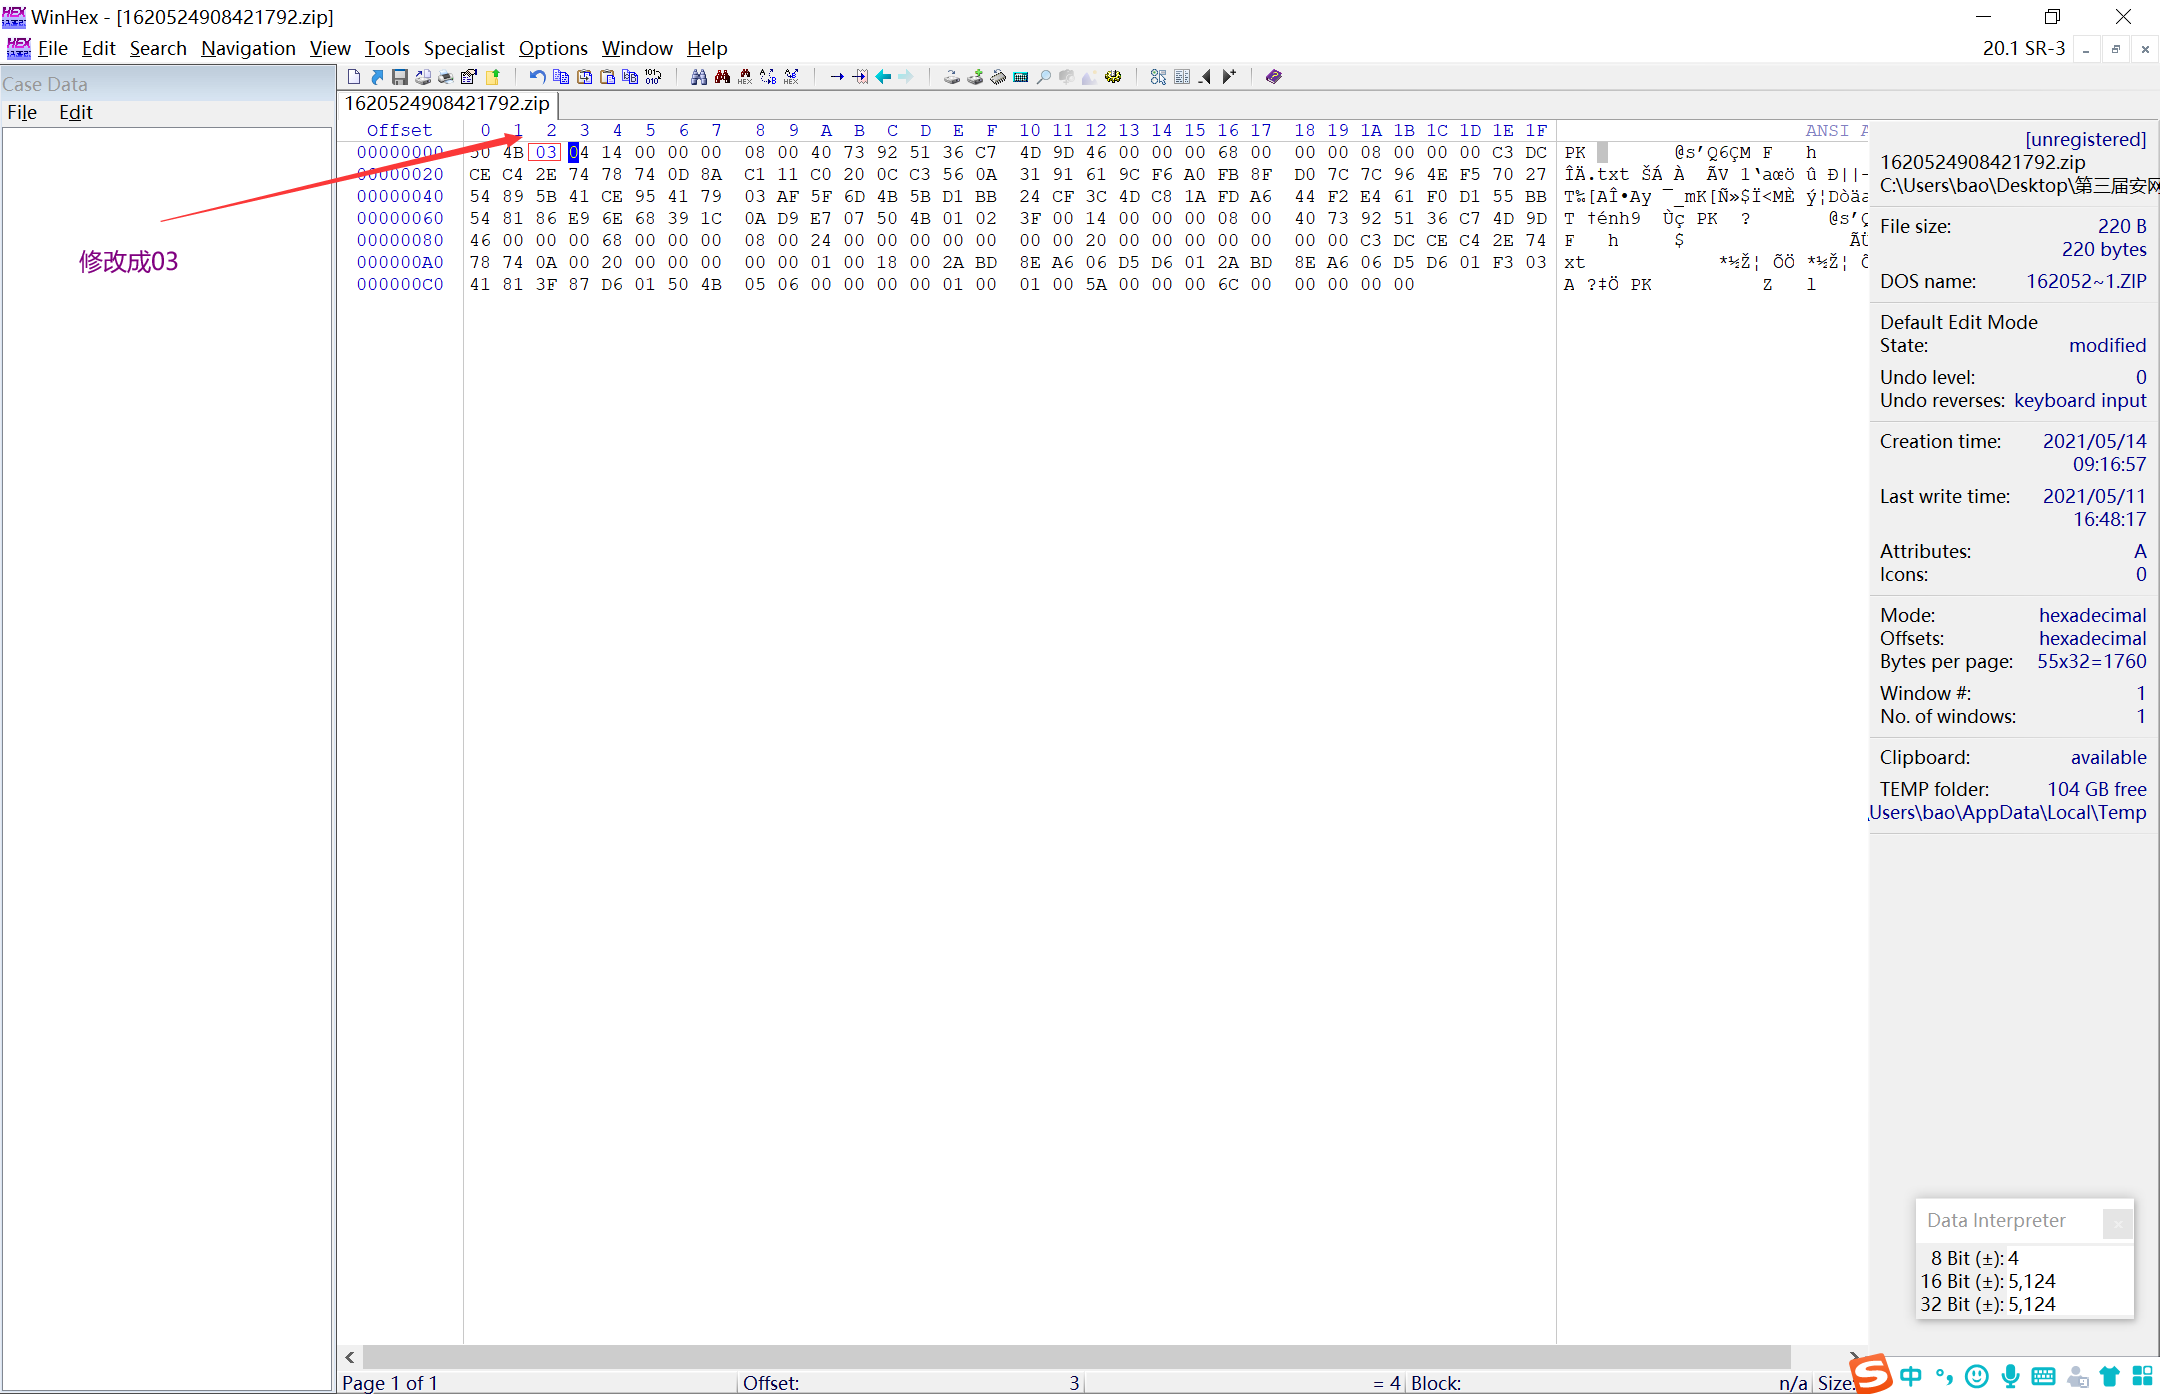 WinHex - [1620524908421792.zip]
File Edit Search Navigation View Tools Specialist Options Window Help
20.1 SR-3
Case Data
File Edit
修改成03
1620524908421792.zip
Offset 0 1 2 3 4 5 6 7 8 9 A B C D E F 10 11 12 13 14 15 16 17 18 19 1A 1B 1C 1D 1E 1F ANSI A
00000000 50 4B 03 04 14 00 00 00 08 00 40 73 92 51 36 C7 4D 9D 46 00 00 00 68 00 00 00 08 00 00 00 C3 DC PK @s’Q6ÇM F h
00000020 CE C4 2E 74 78 74 0D 8A C1 11 C0 20 0C C3 56 0A 31 91 61 9C F6 A0 FB 8F D0 7C 7C 96 4E F5 70 27 ÎÄ.txt ŠÁ À ÃV 1‘aœö û Ð||–
00000040 54 89 5B 41 CE 95 41 79 03 AF 5F 6D 4B 5B D1 BB 24 CF 3C 4D C8 1A FD A6 44 F2 E4 61 F0 D1 55 BB T‰[AÎ•Ay ¯_mK[Ñ»$Ï<MÈ ý¦Dòäa
00000060 54 81 86 E9 6E 68 39 1C 0A D9 E7 07 50 4B 01 02 3F 00 14 00 00 00 08 00 40 73 92 51 36 C7 4D 9D T †énh9 Ùç PK ? @s’Q
00000080 46 00 00 00 68 00 00 00 08 00 24 00 00 00 00 00 00 00 20 00 00 00 00 00 00 00 C3 DC CE C4 2E 74 F h $ ÃÜ
000000A0 78 74 0A 00 20 00 00 00 00 00 01 00 18 00 2A BD 8E A6 06 D5 D6 01 2A BD 8E A6 06 D5 D6 01 F3 03 xt *½Ž¦ ÕÖ *½Ž¦ Õ
000000C0 41 81 3F 87 D6 01 50 4B 05 06 00 00 00 00 01 00 01 00 5A 00 00 00 6C 00 00 00 00 00 A ?‡Ö PK Z l
[unregistered]
1620524908421792.zip
C:\Users\bao\Desktop\第三届安网
File size: 220 B
220 bytes
DOS name: 162052~1.ZIP
Default Edit Mode
State: modified
Undo level: 0
Undo reverses: keyboard input
Creation time: 2021/05/14
09:16:57
Last write time: 2021/05/11
16:48:17
Attributes: A
Icons: 0
Mode: hexadecimal
Offsets: hexadecimal
Bytes per page: 55x32=1760
Window #: 1
No. of windows: 1
Clipboard: available
TEMP folder: 104 GB free
\Users\bao\AppData\Local\Temp
Data Interpreter
8 Bit (±): 4
16 Bit (±): 5,124
32 Bit (±): 5,124
Page 1 of 1 Offset: 3 = 4 Block: n/a Size:
中